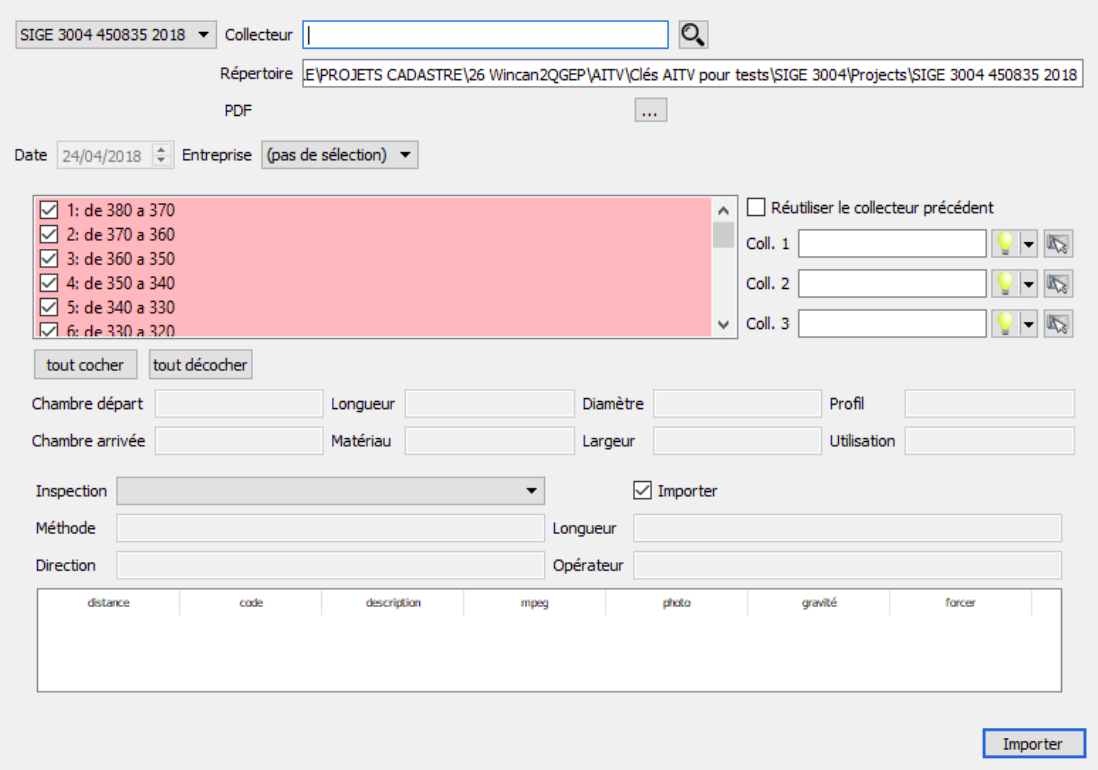 SIGE 3004 450835 2018 Collecteur
Répertoire .E\PROJETS CADASTRE\26 Wincan2QGEP\AITV\Clés AITV pour tests\SIGE 3004\Projects\SIGE 3004 450835 2018
PDF ...
Date 24/04/2018 Entreprise (pas de sélection)
1: de 380 a 370
2: de 370 a 360
3: de 360 a 350
4: de 350 a 340
5: de 340 a 330
6: de 330 a 320
Réutiliser le collecteur précédent
Coll. 1
Coll. 2
Coll. 3
tout cocher tout décocher
Chambre départ Longueur Diamètre Profil
Chambre arrivée Matériau Largeur Utilisation
Inspection Importer
Méthode Longueur
Direction Opérateur
distance code description mpeg photo gravité forcer
Importer